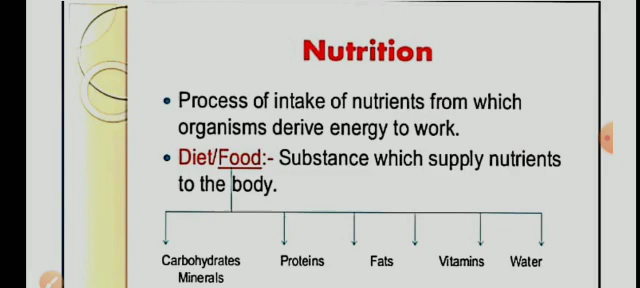 Nutrition
• Process of intake of nutrients from which
organisms derive energy to work.
• Diet/Food:- Substance which supply nutrients
to the body.
Carbohydrates Proteins Fats Vitamins Water
Minerals